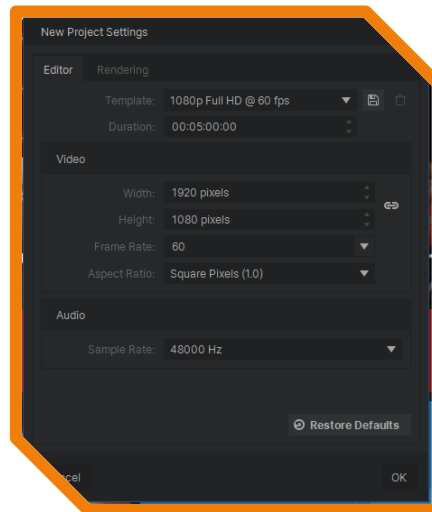 New Project Settings
Editor Rendering
Template: 1080p Full HD @ 60 fps
Duration: 00:05:00:00
Video
Width: 1920 pixels
Height: 1080 pixels
Frame Rate: 60
Aspect Ratio: Square Pixels (1.0)
Audio
Sample Rate: 48000 Hz
Restore Defaults
OK